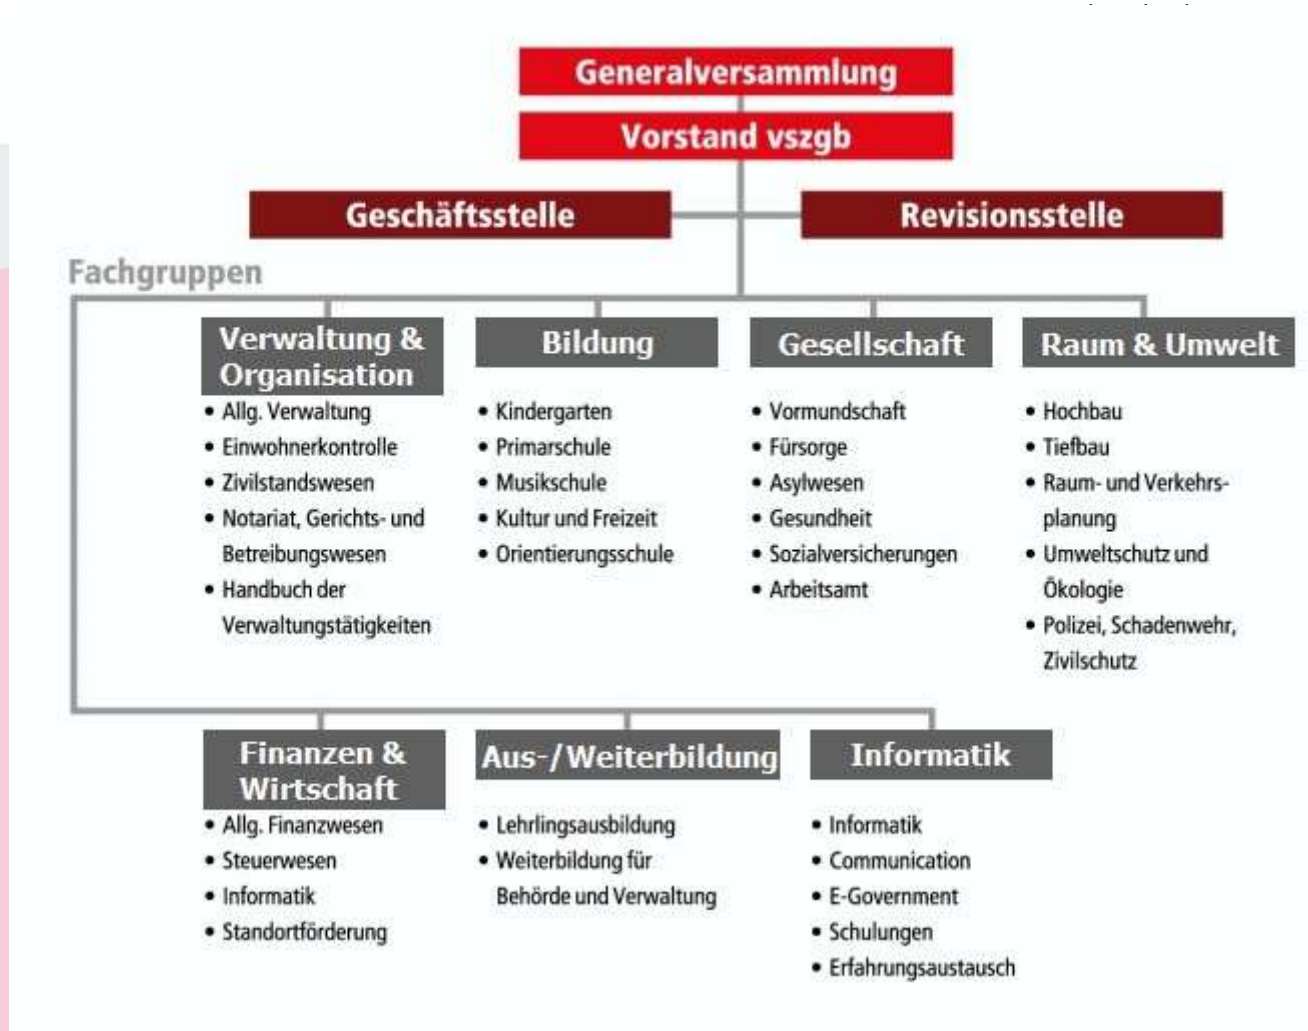 Generalversammlung
Vorstand vszgb
Geschäftsstelle
Revisionsstelle
Fachgruppen
Verwaltung &
Organisation
• Allg. Verwaltung
• Einwohnerkontrolle
• Zivilstandswesen
• Notariat, Gerichts- und
Betreibungswesen
• Handbuch der
Verwaltungstätigkeiten
Bildung
• Kindergarten
• Primarschule
• Musikschule
• Kultur und Freizeit
• Orientierungsschule
Gesellschaft
• Vormundschaft
• Fürsorge
• Asylwesen
• Gesundheit
• Sozialversicherungen
• Arbeitsamt
Raum & Umwelt
• Hochbau
• Tiefbau
• Raum- und Verkehrs-
planung
• Umweltschutz und
Ökologie
• Polizei, Schadenwehr,
Zivilschutz
Finanzen &
Wirtschaft
• Allg. Finanzwesen
• Steuerwesen
• Informatik
• Standortförderung
Aus-/Weiterbildung
• Lehrlingsausbildung
• Weiterbildung für
Behörde und Verwaltung
Informatik
• Informatik
• Communication
• E-Government
• Schulungen
• Erfahrungsaustausch